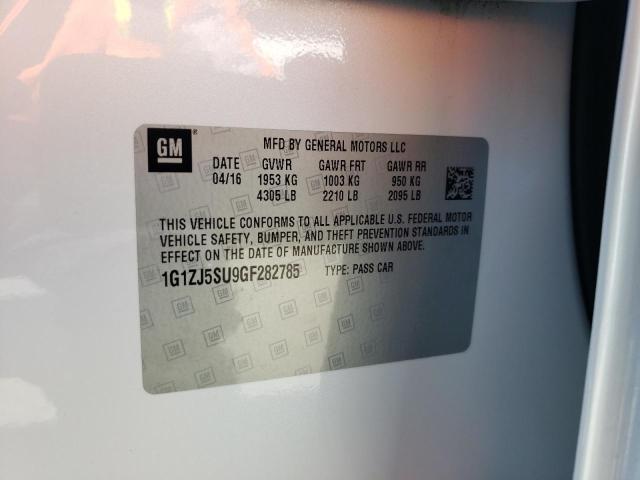 GM ®
MFD BY GENERAL MOTORS LLC
DATE GVWR GAWR FRT GAWR RR
04/16 1953 KG 1003 KG 950 KG
4305 LB 2210 LB 2095 LB
THIS VEHICLE CONFORMS TO ALL APPLICABLE U.S. FEDERAL MOTOR
VEHICLE SAFETY, BUMPER, AND THEFT PREVENTION STANDARDS IN
EFFECT ON THE DATE OF MANUFACTURE SHOWN ABOVE.
1G1ZJ5SU9GF282785 TYPE: PASS CAR